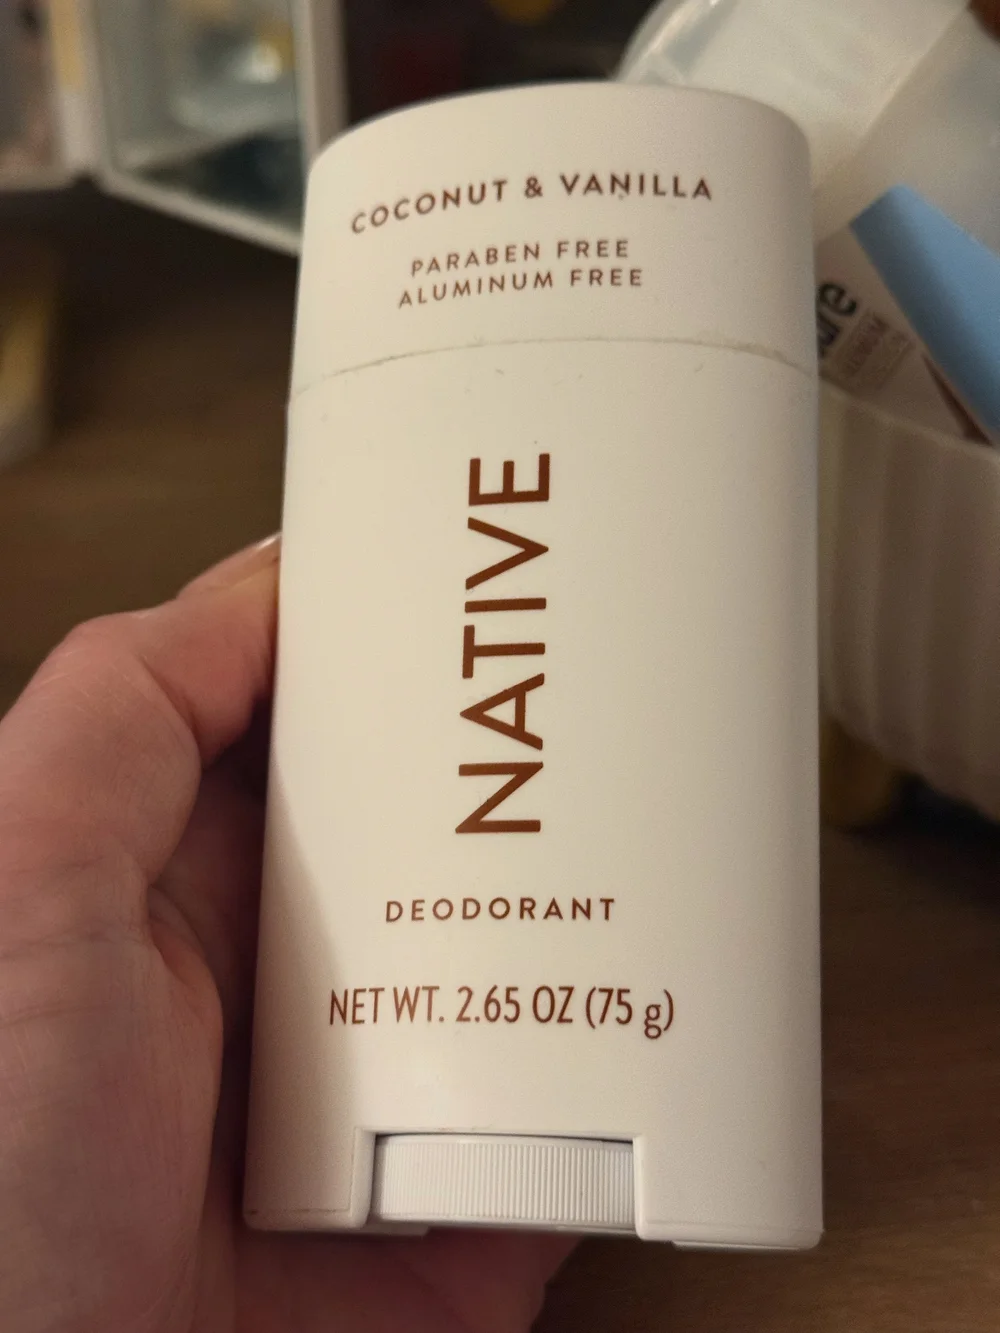 COCONUT & VANILLA
PARABEN FREE
ALUMINUM FREE
NATIVE
DEODORANT
NET WT. 2.65 OZ (75 g)